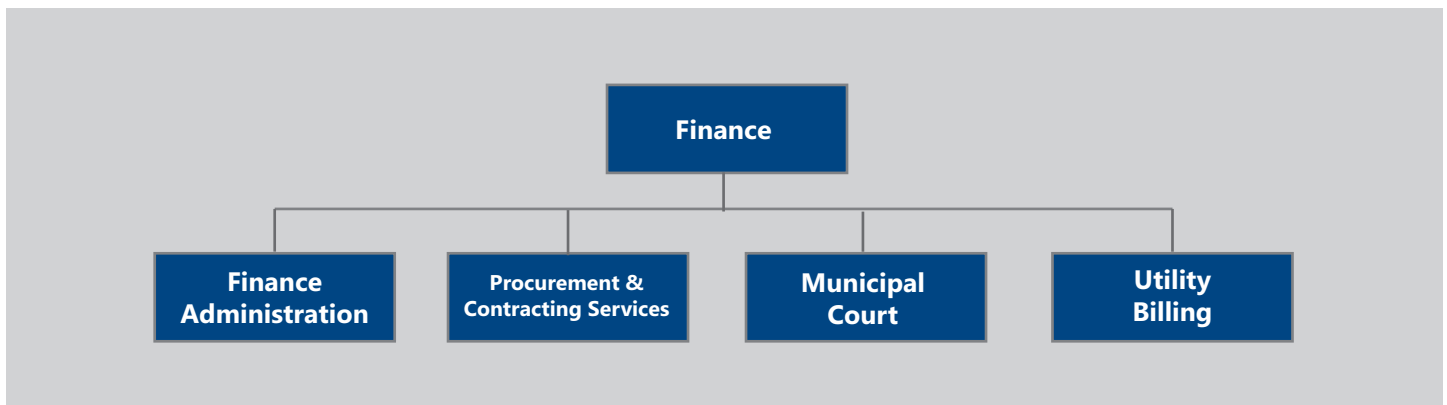 Finance
Finance
Administration
Procurement &
Contracting Services
Municipal
Court
Utility
Billing